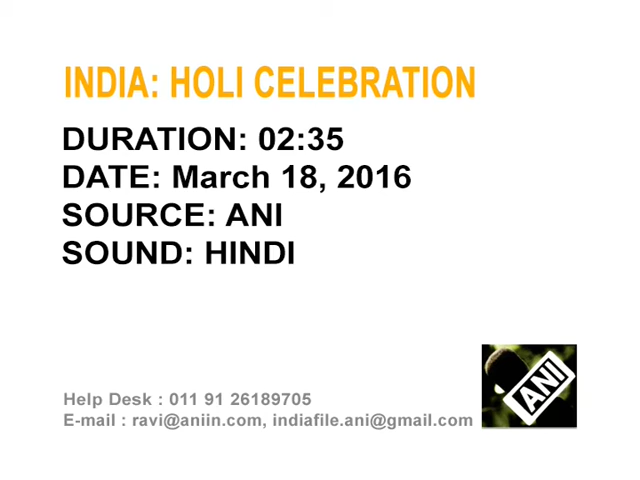 INDIA: HOLI CELEBRATION
DURATION: 02:35
DATE: March 18, 2016
SOURCE: ANI
SOUND: HINDI
Help Desk : 011 91 26189705
E-mail : ravi@aniin.com, indiafile.ani@gmail.com
ANI